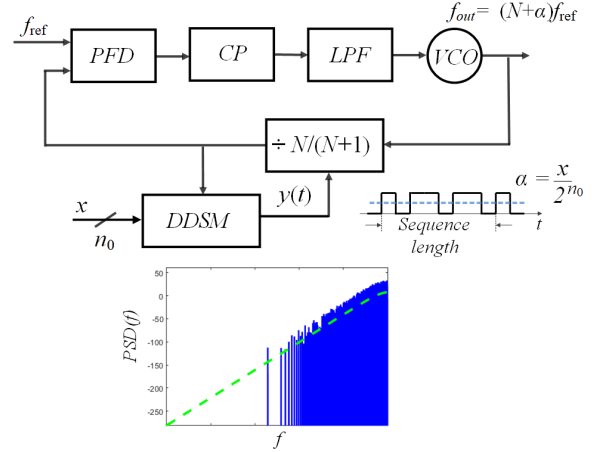 f_out = (N+α)f_ref
f_ref
PFD
CP
LPF
VCO
÷ N/(N+1)
x
n_0
DDSM
y(t)
α = x/2^n_0
Sequence
length
t
50
0
-50
-100
-150
-200
-250
PSD(f)
f